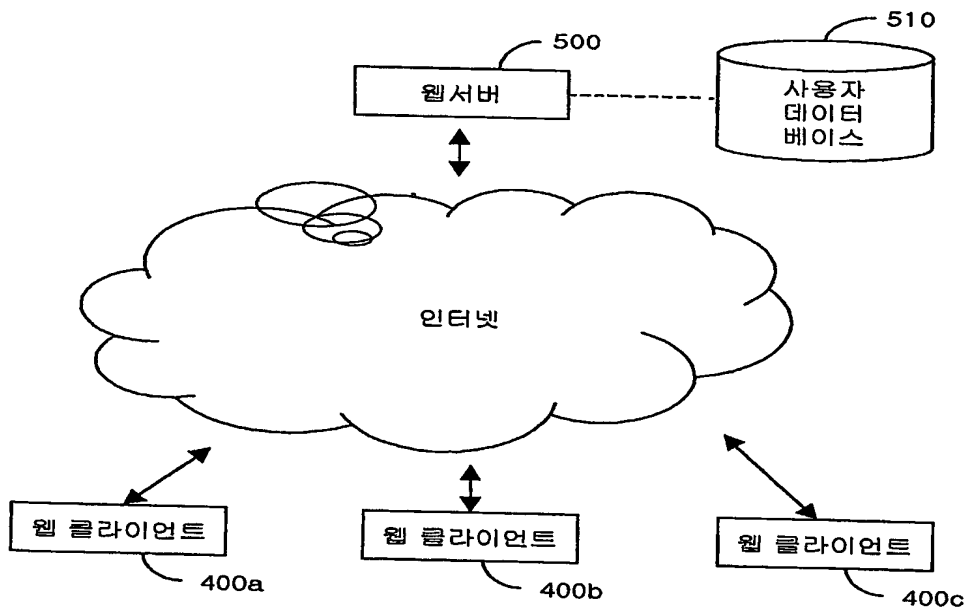 500
510
웹서버
사용자
데이터
베이스
인터넷
웹 클라이언트
웹 클라이언트
웹 클라이언트
400a
400b
400c